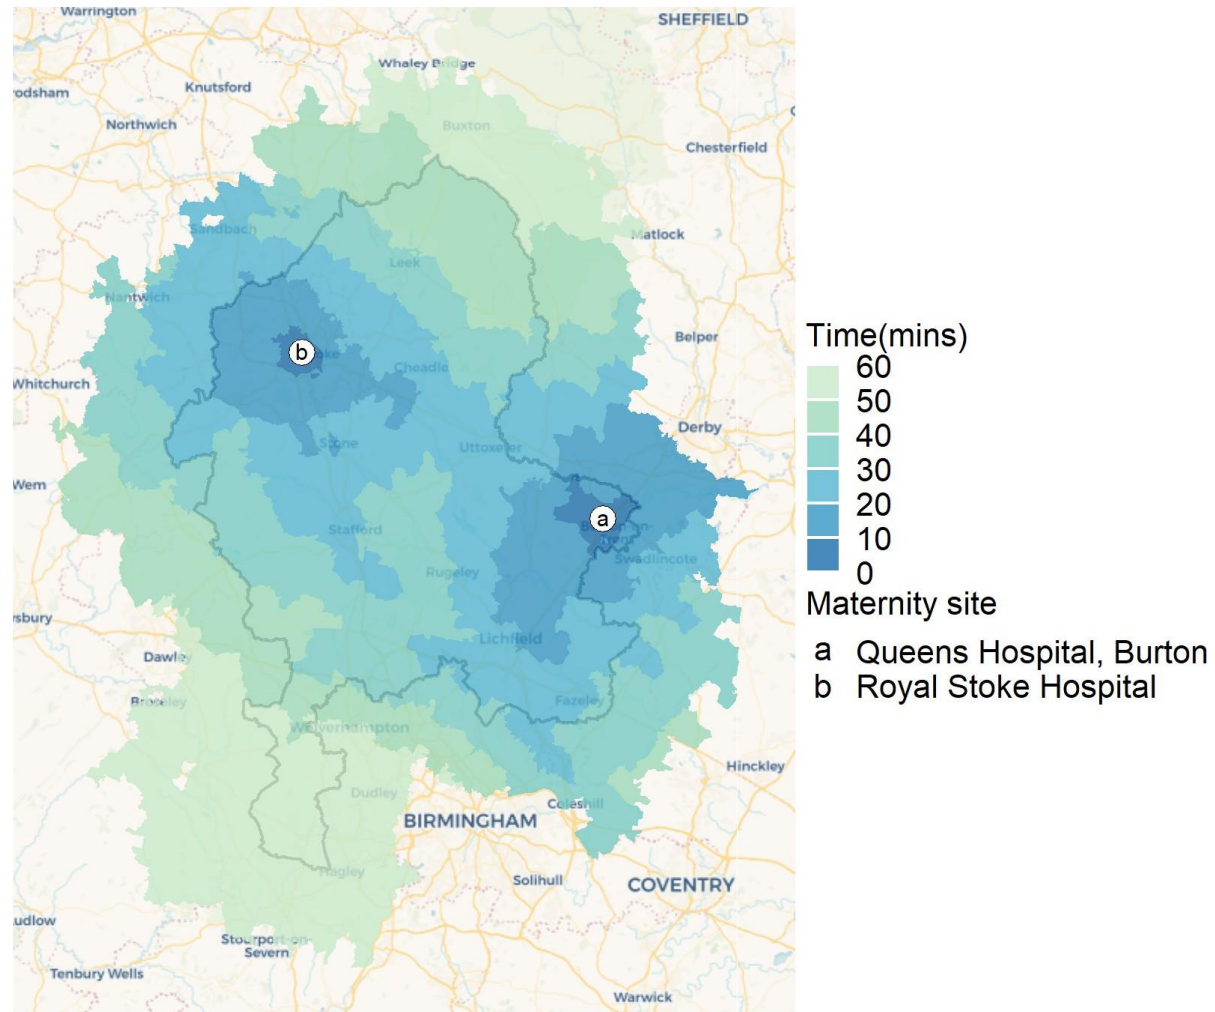 Warrington
SHEFFIELD
Whaley Bridge
odsham
Knutsford
Buxton
Northwich
Chesterfield
Sandbach
Matlock
Leek
Nantwich
Belper
b
Cheadle
Whitchurch
Derby
Stone
Uttoxeter
Wem
a
Stafford
Swadlincote
Rugeley
sbury
Lichfield
Dawley
Broseley
Fazeley
Wolverhampton
Hinckley
Dudley
Coleshill
BIRMINGHAM
Hagley
Solihull
COVENTRY
udlow
Stourport-on-
Severn
Tenbury Wells
Warwick
Time(mins)
60
50
40
30
20
10
0
Maternity site
a Queens Hospital, Burton
b Royal Stoke Hospital